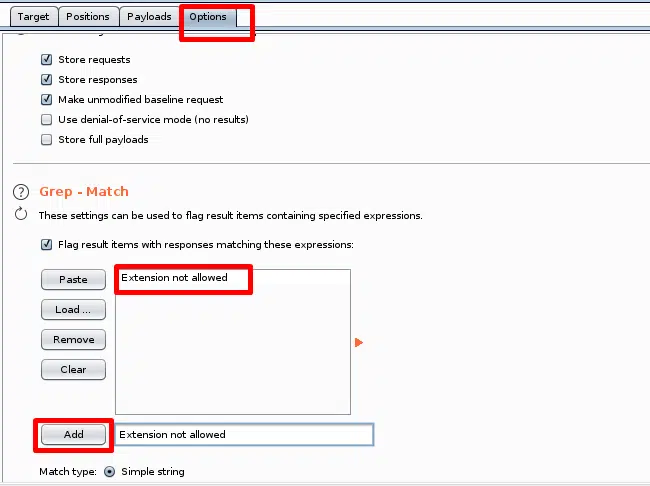 Target Positions Payloads Options
Store requests
Store responses
Make unmodified baseline request
Use denial-of-service mode (no results)
Store full payloads
? Grep - Match
These settings can be used to flag result items containing specified expressions.
Flag result items with responses matching these expressions:
Paste Extension not allowed
Load ...
Remove
Clear
Add Extension not allowed
Match type: Simple string